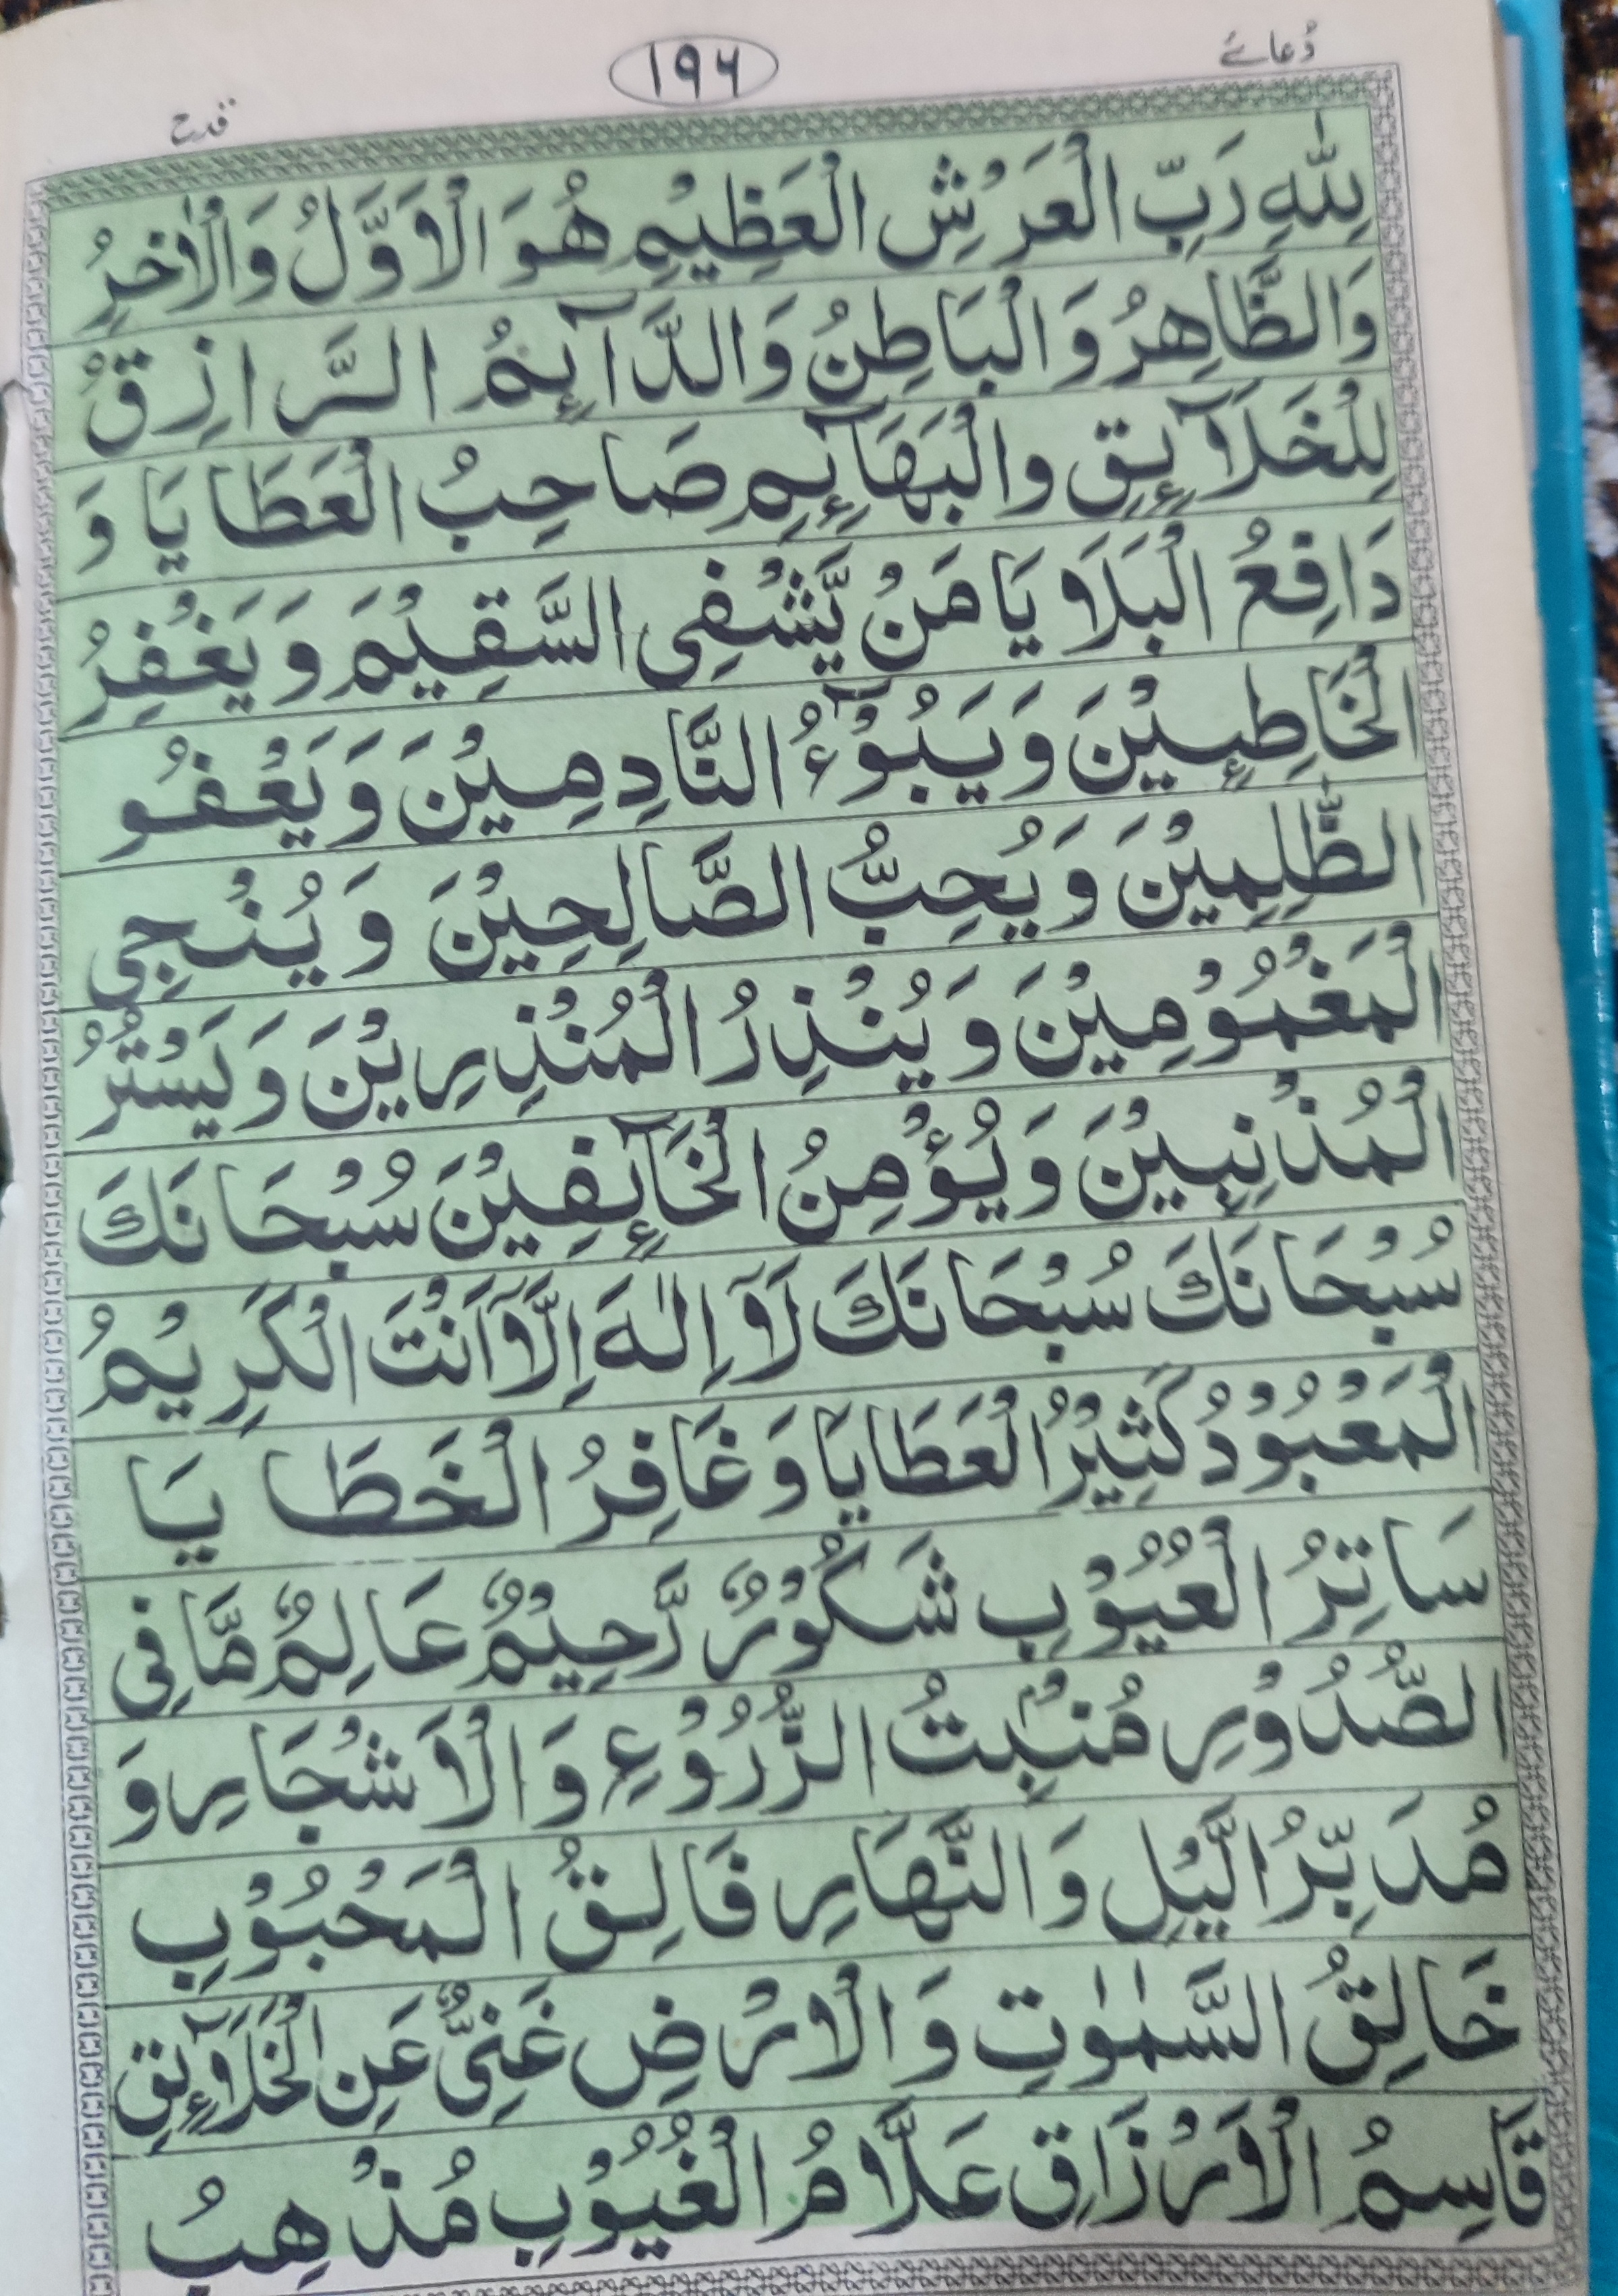 دُعائے
١٩٦
قدح
لِلّٰهِ رَبِّ الْعَرْشِ الْعَظِيْمِ هُوَ الْاَوَّلُ وَالْاٰخِرُ
وَالظَّاهِرُ وَالْبَاطِنُ وَالدَّآئِمُ الرَّازِقُ
لِلْخَلَآئِقِ والْبَهَآئِمِ صَاحِبُ الْعَطَايَا وَ
دَافِعُ الْبَلَا يَا مَنْ يَّشْفِى السَّقِيْمَ وَيَغْفِرُ
الْخَاطِئِيْنَ وَيَبُوْٓءُ النَّادِمِيْنَ وَيَعْفُو
الظّٰلِمِيْنَ وَيُحِبُّ الصَّالِحِيْنَ وَيُنْجِى
الْمَغْمُوْمِيْنَ وَيُنْذِرُ الْمُنْذِرِيْنَ وَيَسْتُرُ
الْمُذْنِبِيْنَ وَيُؤْمِنُ الْخَآئِفِيْنَ سُبْحَانَكَ
سُبْحَانَكَ سُبْحَانَكَ لَآ اِلٰهَ اِلَّآ اَنْتَ الْكَرِيْمُ
الْمَعْبُوْدُ كَثِيْرُ الْعَطَايَا وَغَافِرُ الْخَطَايَا
سَاتِرُ الْعُيُوْبِ شَكُوْرٌ رَّحِيْمٌ عَالِمٌ مَّا فِى
الصُّدُوْرِ مُنْبِتُ الزُّرُوْعِ وَالْاَشْجَارِ وَ
مُدَبِّرُ الَّيْلِ وَالنَّهَارِ فَالِقُ الْمَحْبُوْبِ
خَالِقُ السَّمٰوٰتِ وَالْاَرْضِ غَنِىٌّ عَنِ الْخَلَآئِقِ
قَاسِمُ الْاَرْزَاقِ عَلَّامُ الْغُيُوْبِ مُذْهِبُ